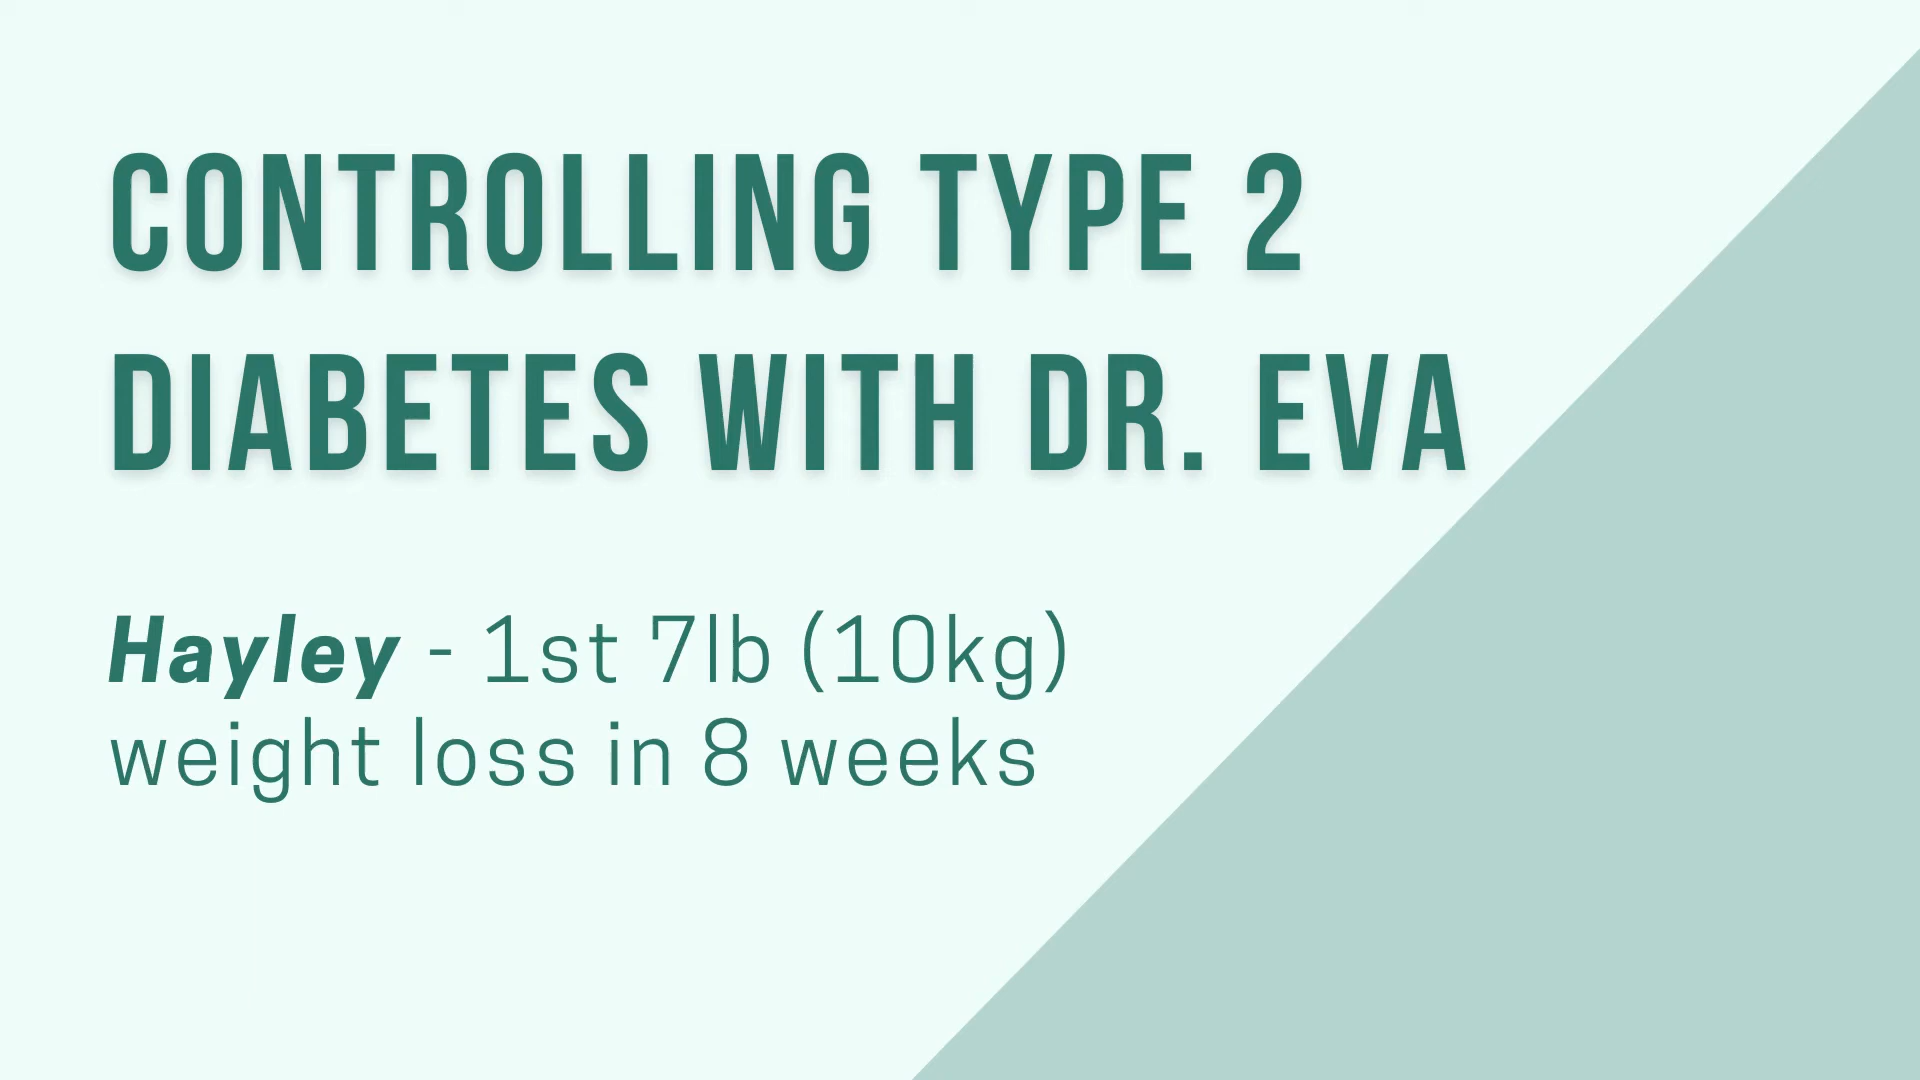 CONTROLLING TYPE 2
DIABETES WITH DR. EVA
Hayley - 1st 7lb (10kg)
weight loss in 8 weeks